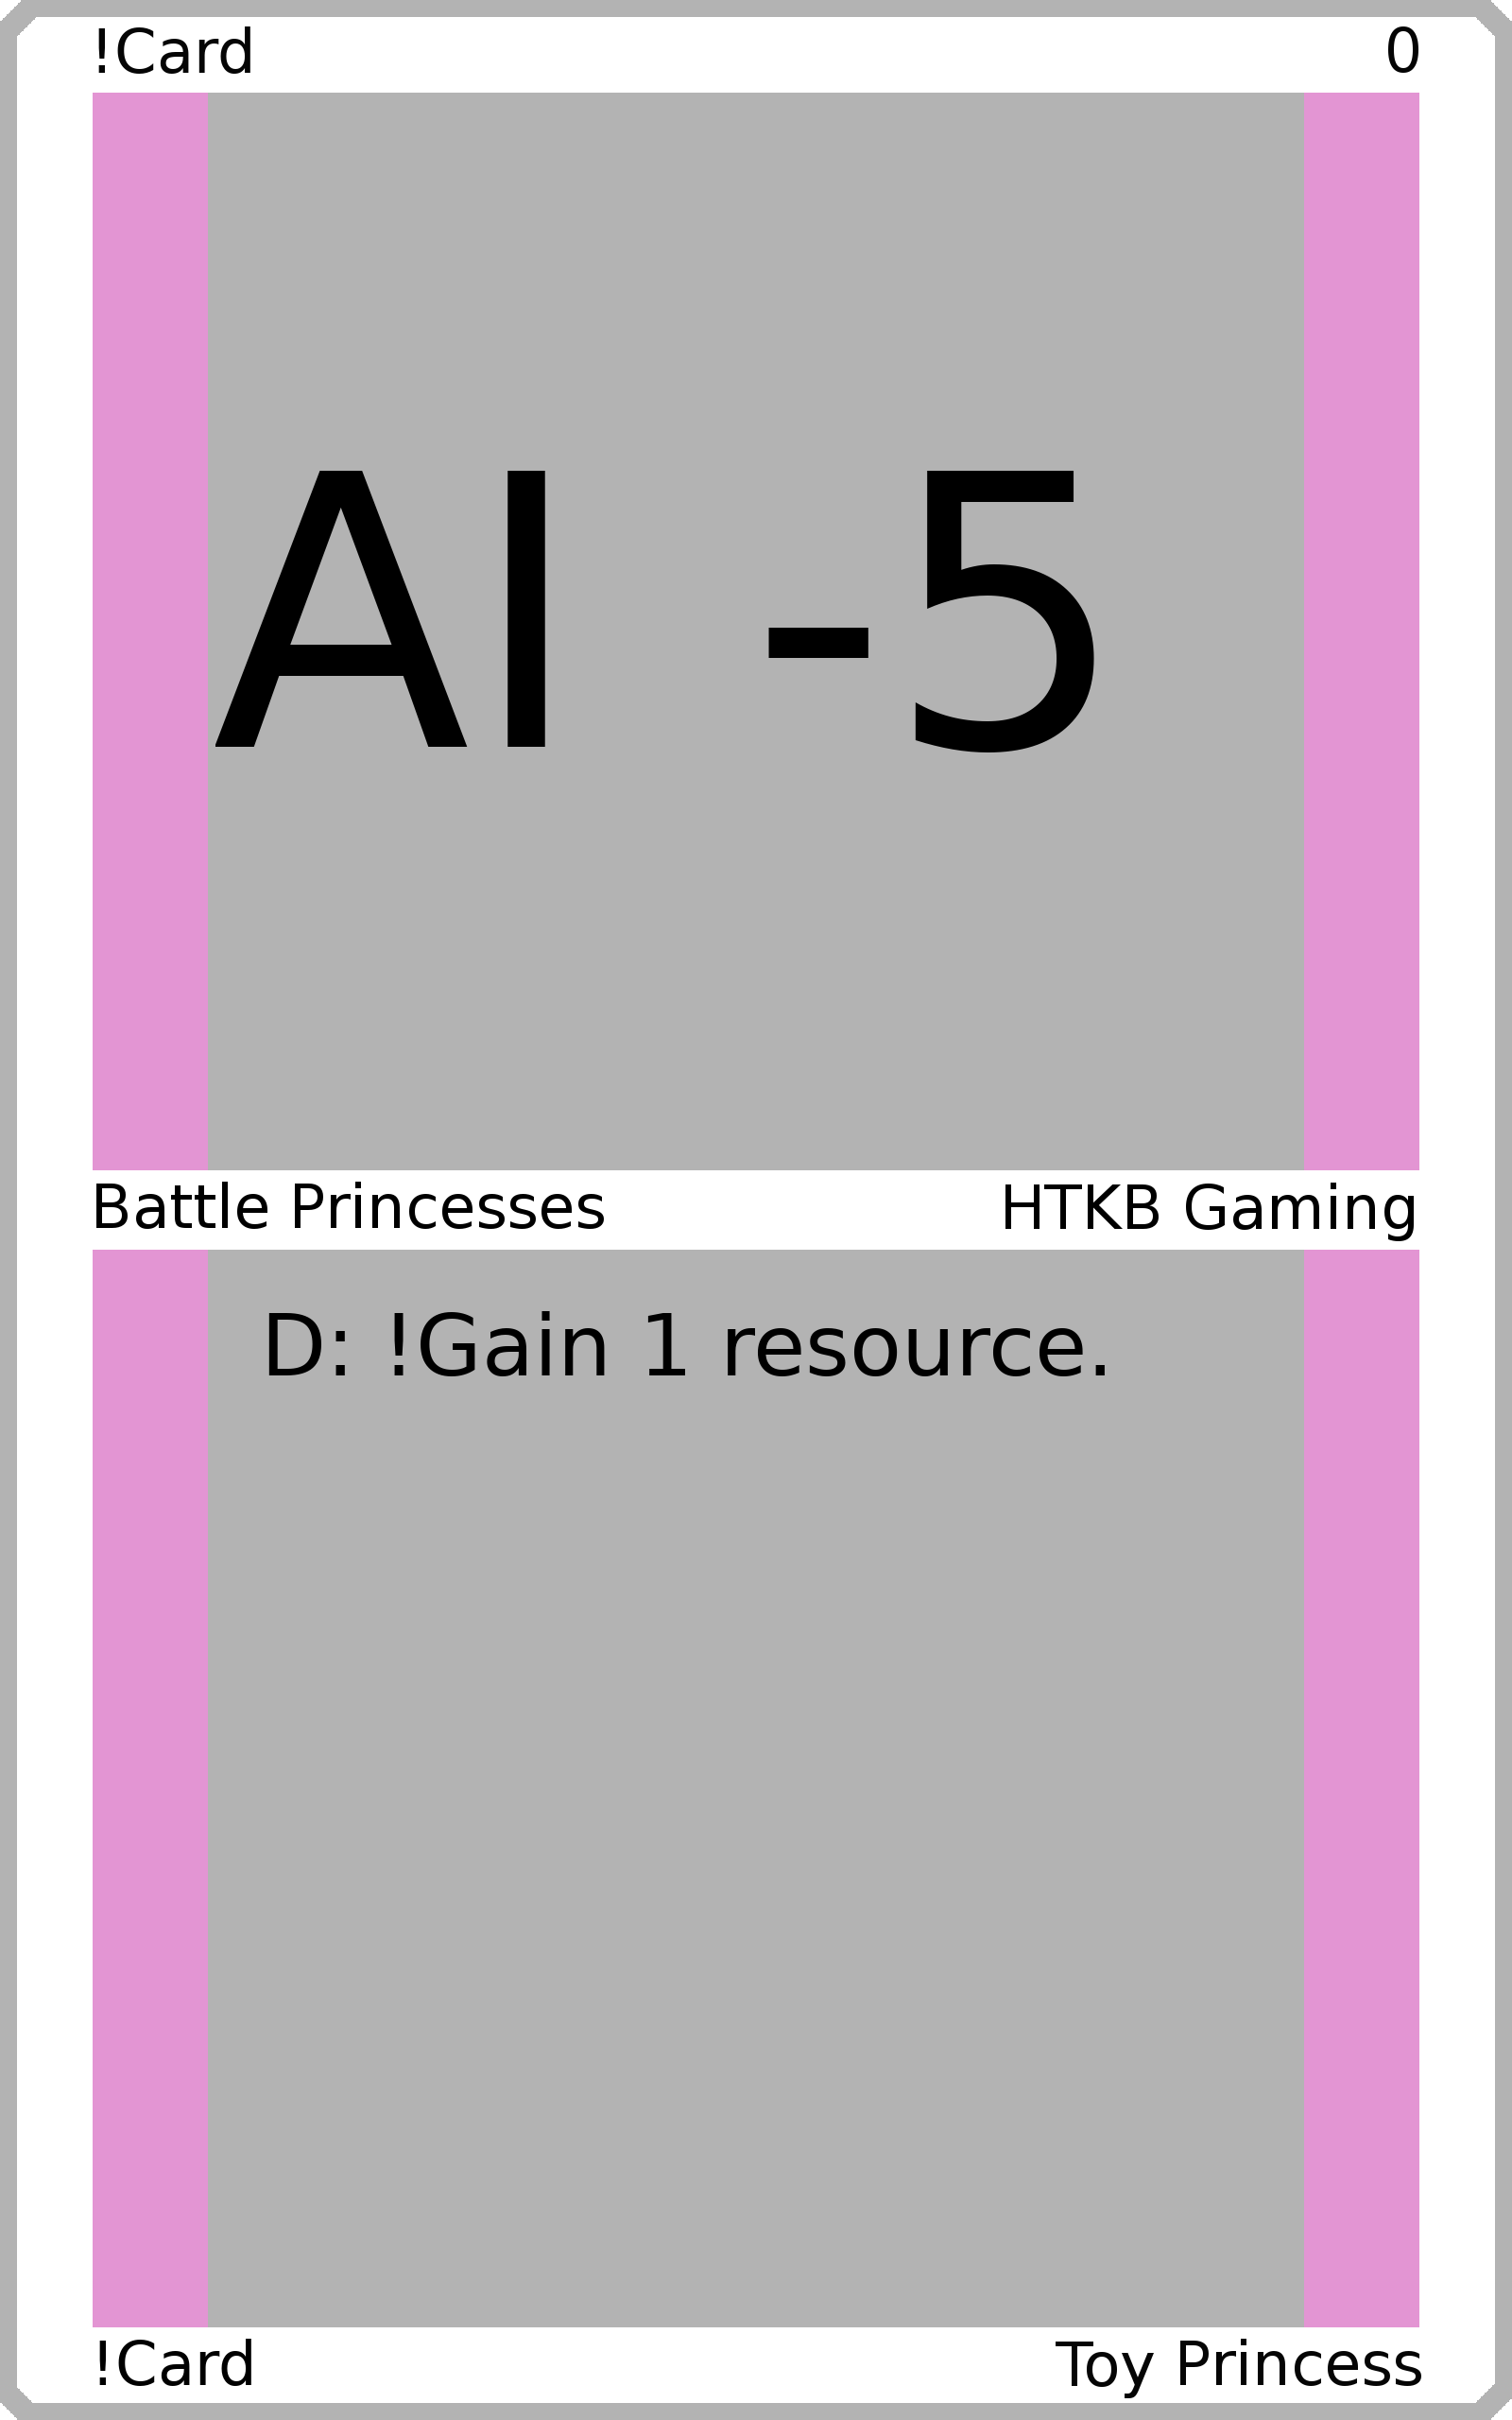 !Card 0
AI -5
Battle Princesses HTKB Gaming
D: !Gain 1 resource.
!Card Toy Princess